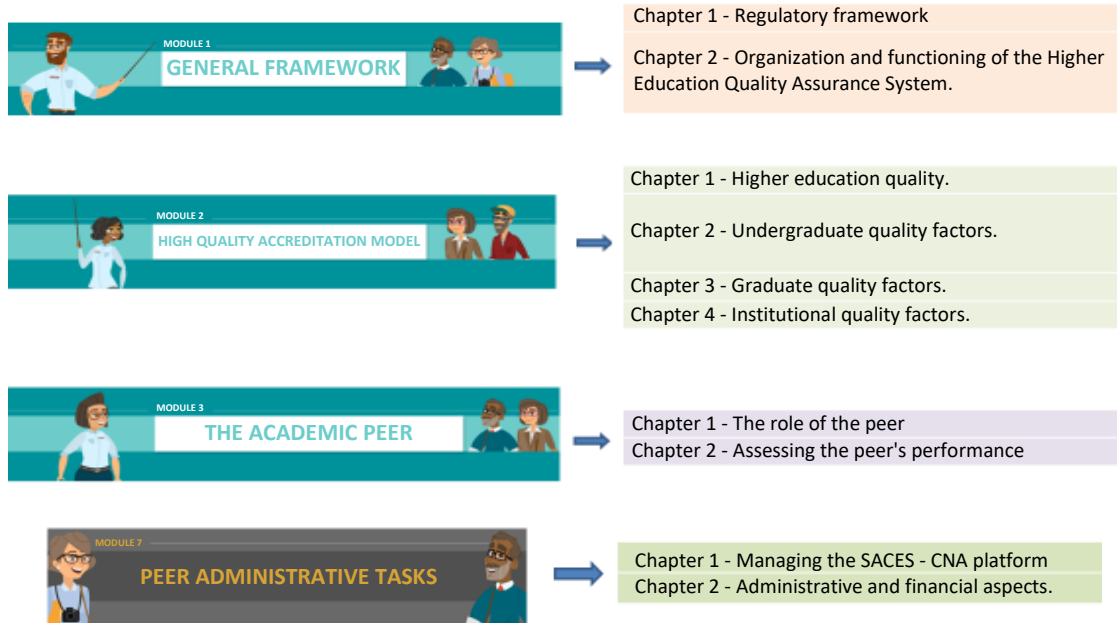 MODULE 1
GENERAL FRAMEWORK
Chapter 1 - Regulatory framework
Chapter 2 - Organization and functioning of the Higher
Education Quality Assurance System.
MODULE 2
HIGH QUALITY ACCREDITATION MODEL
Chapter 1 - Higher education quality.
Chapter 2 - Undergraduate quality factors.
Chapter 3 - Graduate quality factors.
Chapter 4 - Institutional quality factors.
MODULE 3
THE ACADEMIC PEER
Chapter 1 - The role of the peer
Chapter 2 - Assessing the peer's performance
MODULE 7
PEER ADMINISTRATIVE TASKS
Chapter 1 - Managing the SACES - CNA platform
Chapter 2 - Administrative and financial aspects.